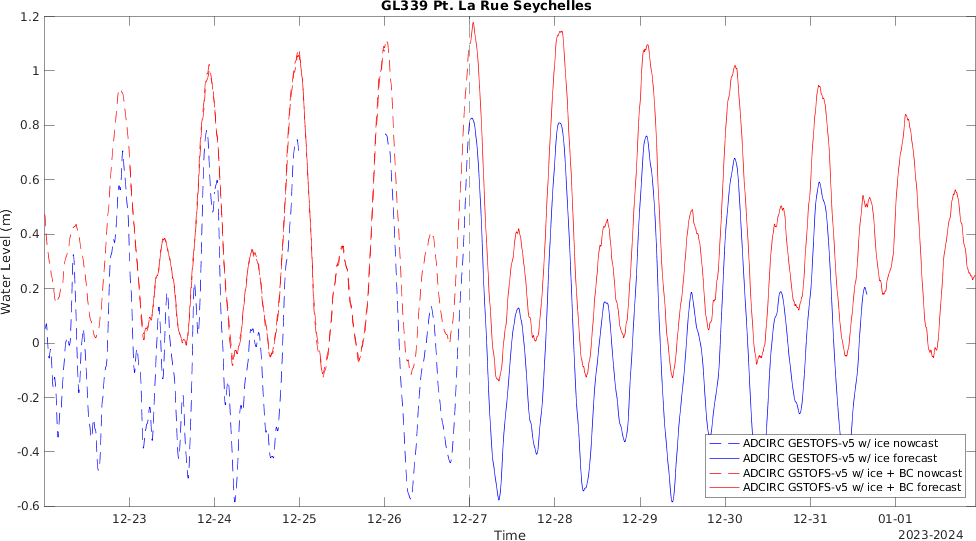 GL339 Pt. La Rue Seychelles
1.2
1
0.8
0.6
0.4
0.2
0
-0.2
-0.4
-0.6
Water Level (m)
ADCIRC GESTOFS-v5 w/ ice nowcast
ADCIRC GESTOFS-v5 w/ ice forecast
ADCIRC GSTOFS-v5 w/ ice + BC nowcast
ADCIRC GSTOFS-v5 w/ ice + BC forecast
12-23 12-24 12-25 12-26 12-27 12-28 12-29 12-30 12-31 01-01
Time
2023-2024